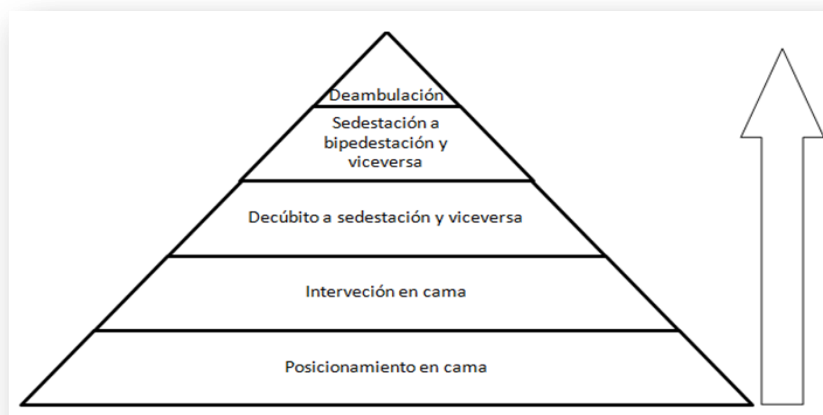 Deambulación
Sedestación a
bipedestación y
viceversa
Decúbito a sedestación y viceversa
Interveción en cama
Posicionamiento en cama